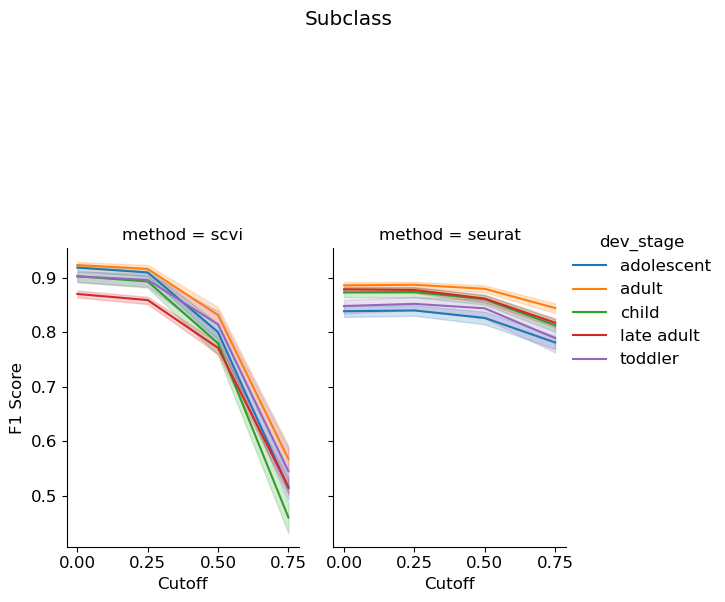 Subclass
method = scvi
method = seurat
dev_stage
adolescent
adult
child
late adult
toddler
F1 Score
0.9
0.8
0.7
0.6
0.5
0.00 0.25 0.50 0.75
0.00 0.25 0.50 0.75
Cutoff
Cutoff